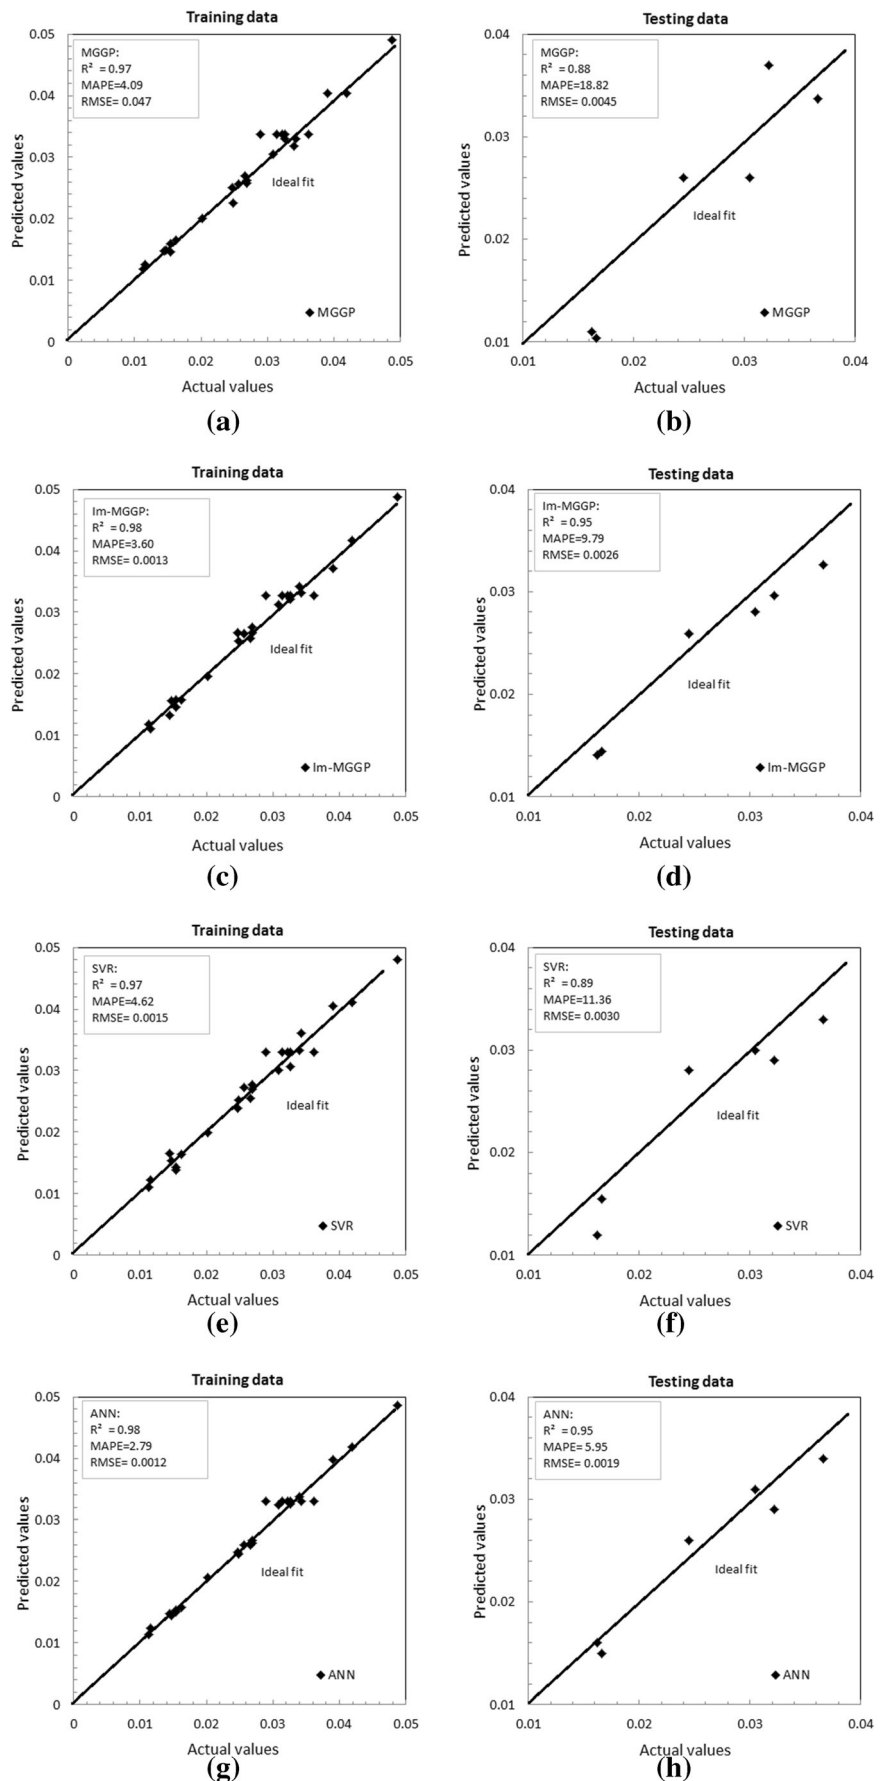 Training data
0.05
MGGP:
R² = 0.97
MAPE=4.09
RMSE= 0.047
0.04
0.03
0.02
0.01
0
Predicted values
Ideal fit
MGGP
0 0.01 0.02 0.03 0.04 0.05
Actual values
(a)
Testing data
0.04
MGGP:
R² = 0.88
MAPE=18.82
RMSE= 0.0045
0.03
0.02
0.01
Predicted values
Ideal fit
MGGP
0.01 0.02 0.03 0.04
Actual values
(b)
Training data
0.05
Im-MGGP:
R² = 0.98
MAPE=3.60
RMSE= 0.0013
0.04
0.03
0.02
0.01
0
Predicted values
Ideal fit
Im-MGGP
0 0.01 0.02 0.03 0.04 0.05
Actual values
(c)
Testing data
0.04
Im-MGGP:
R² = 0.95
MAPE=9.79
RMSE= 0.0026
0.03
0.02
0.01
Predicted values
Ideal fit
Im-MGGP
0.01 0.02 0.03 0.04
Actual values
(d)
Training data
0.05
SVR:
R² = 0.97
MAPE=4.62
RMSE= 0.0015
0.04
0.03
0.02
0.01
0
Predicted values
Ideal fit
SVR
0 0.01 0.02 0.03 0.04 0.05
Actual values
(e)
Testing data
0.04
SVR:
R² = 0.89
MAPE=11.36
RMSE= 0.0030
0.03
0.02
0.01
Predicted values
Ideal fit
SVR
0.01 0.02 0.03 0.04
Actual values
(f)
Training data
0.05
ANN:
R² = 0.98
MAPE=2.79
RMSE= 0.0012
0.04
0.03
0.02
0.01
0
Predicted values
Ideal fit
ANN
0 0.01 0.02 0.03 0.04 0.05
Actual values
(g)
Testing data
0.04
ANN:
R² = 0.95
MAPE= 5.95
RMSE= 0.0019
0.03
0.02
0.01
Predicted values
Ideal fit
ANN
0.01 0.02 0.03 0.04
Actual values
(h)